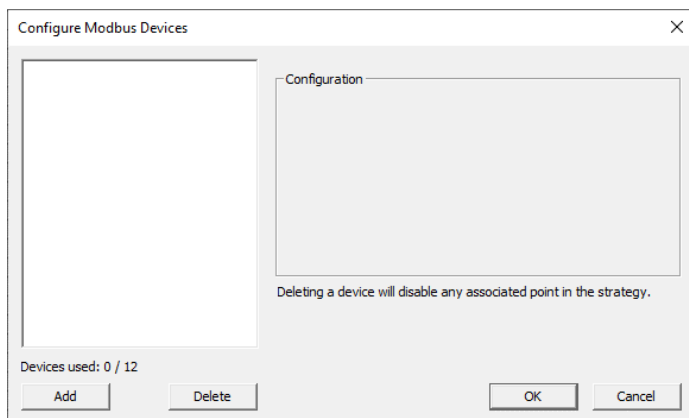 Configure Modbus Devices
Configuration
Deleting a device will disable any associated point in the strategy.
Devices used: 0 / 12
Add
Delete
OK
Cancel